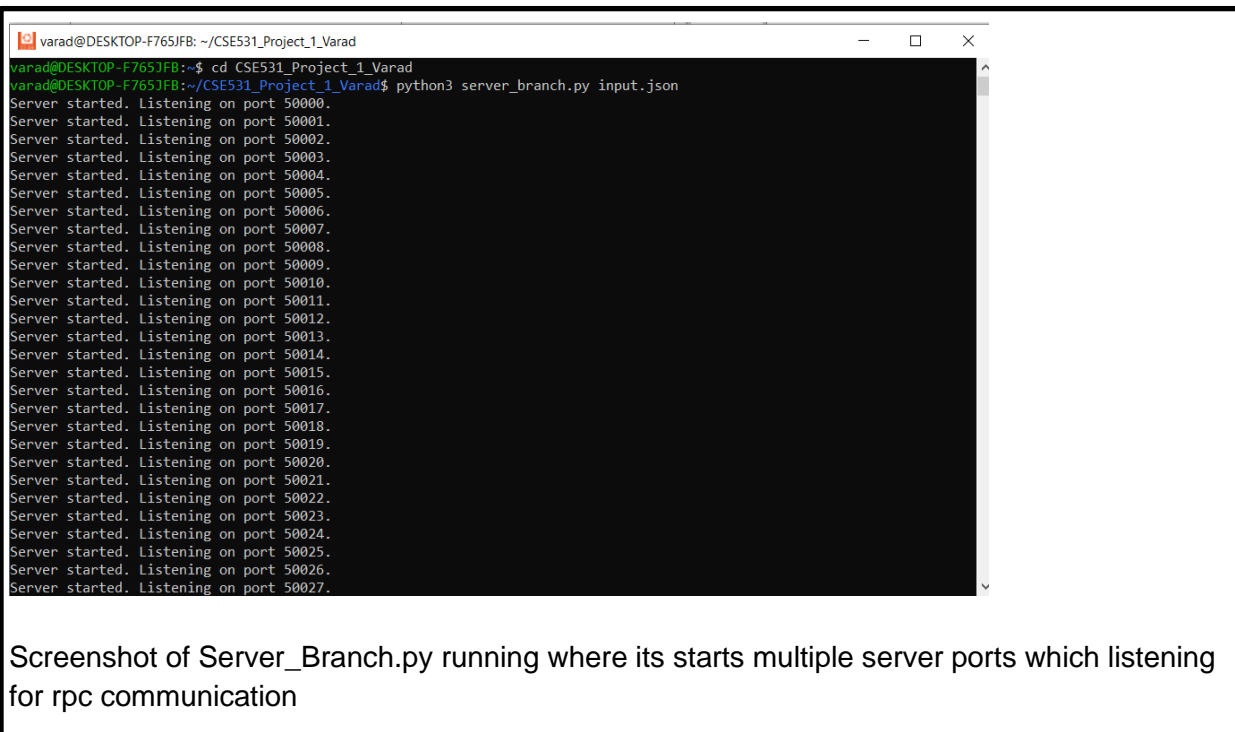 varad@DESKTOP-F765JFB: ~/CSE531_Project_1_Varad
varad@DESKTOP-F765JFB:~$ cd CSE531_Project_1_Varad
varad@DESKTOP-F765JFB:~/CSE531_Project_1_Varad$ python3 server_branch.py input.json
Server started. Listening on port 50000.
Server started. Listening on port 50001.
Server started. Listening on port 50002.
Server started. Listening on port 50003.
Server started. Listening on port 50004.
Server started. Listening on port 50005.
Server started. Listening on port 50006.
Server started. Listening on port 50007.
Server started. Listening on port 50008.
Server started. Listening on port 50009.
Server started. Listening on port 50010.
Server started. Listening on port 50011.
Server started. Listening on port 50012.
Server started. Listening on port 50013.
Server started. Listening on port 50014.
Server started. Listening on port 50015.
Server started. Listening on port 50016.
Server started. Listening on port 50017.
Server started. Listening on port 50018.
Server started. Listening on port 50019.
Server started. Listening on port 50020.
Server started. Listening on port 50021.
Server started. Listening on port 50022.
Server started. Listening on port 50023.
Server started. Listening on port 50024.
Server started. Listening on port 50025.
Server started. Listening on port 50026.
Server started. Listening on port 50027.
Screenshot of Server_Branch.py running where its starts multiple server ports which listening
for rpc communication